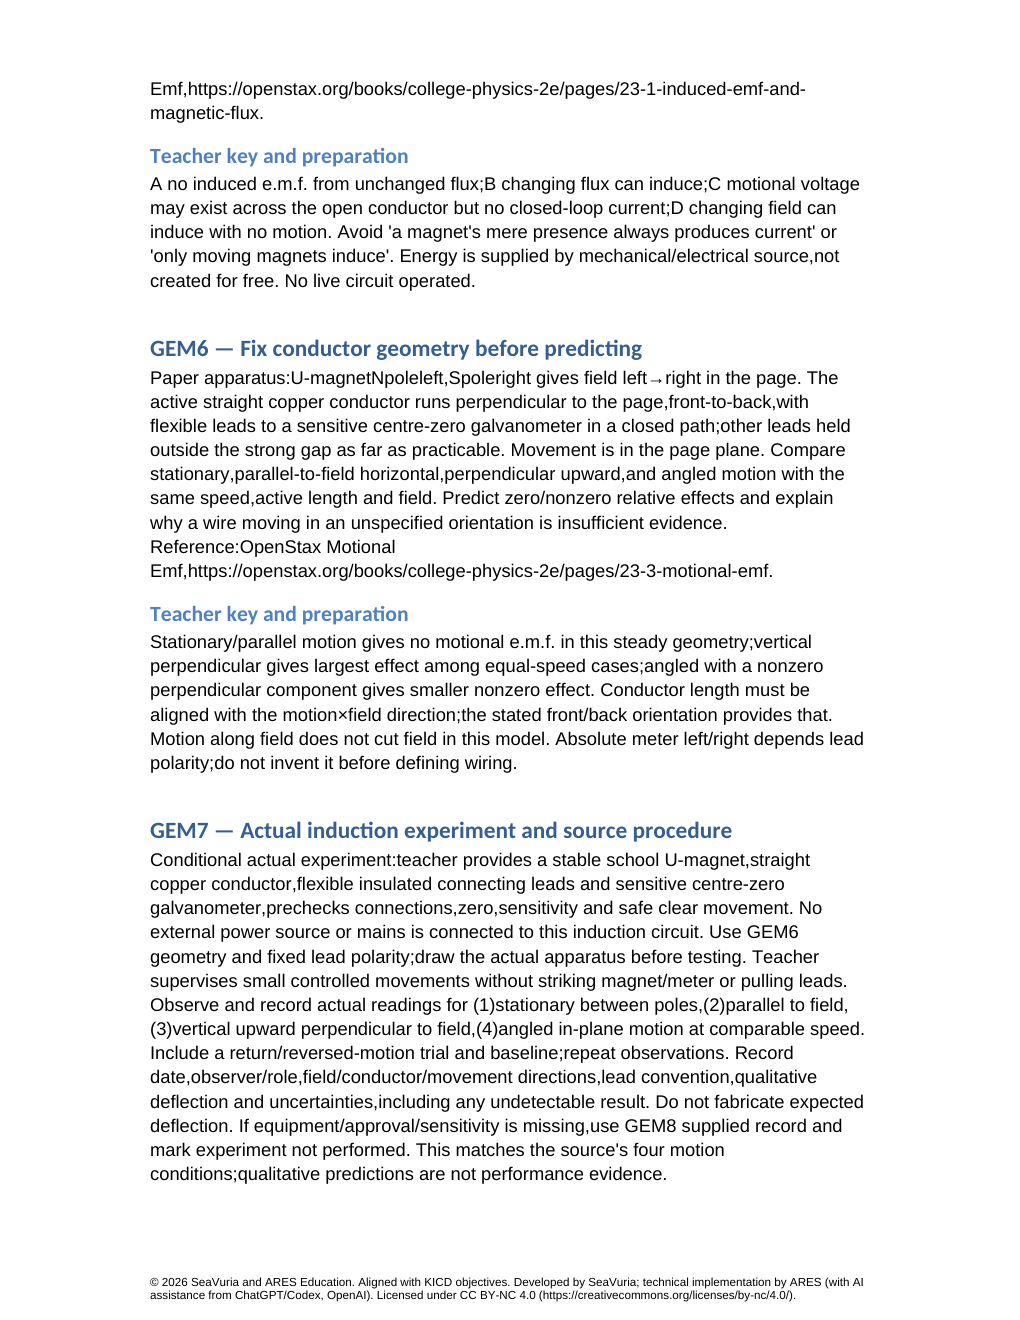 Emf,https://openstax.org/books/college-physics-2e/pages/23-1-induced-emf-and-
magnetic-flux.
Teacher key and preparation
A no induced e.m.f. from unchanged flux;B changing flux can induce;C motional voltage
may exist across the open conductor but no closed-loop current;D changing field can
induce with no motion. Avoid 'a magnet's mere presence always produces current' or
'only moving magnets induce'. Energy is supplied by mechanical/electrical source,not
created for free. No live circuit operated.
GEM6 — Fix conductor geometry before predicting
Paper apparatus:U-magnetNpoleleft,Spoleright gives field left→right in the page. The
active straight copper conductor runs perpendicular to the page,front-to-back,with
flexible leads to a sensitive centre-zero galvanometer in a closed path;other leads held
outside the strong gap as far as practicable. Movement is in the page plane. Compare
stationary,parallel-to-field horizontal,perpendicular upward,and angled motion with the
same speed,active length and field. Predict zero/nonzero relative effects and explain
why a wire moving in an unspecified orientation is insufficient evidence.
Reference:OpenStax Motional
Emf,https://openstax.org/books/college-physics-2e/pages/23-3-motional-emf.
Teacher key and preparation
Stationary/parallel motion gives no motional e.m.f. in this steady geometry;vertical
perpendicular gives largest effect among equal-speed cases;angled with a nonzero
perpendicular component gives smaller nonzero effect. Conductor length must be
aligned with the motion×field direction;the stated front/back orientation provides that.
Motion along field does not cut field in this model. Absolute meter left/right depends lead
polarity;do not invent it before defining wiring.
GEM7 — Actual induction experiment and source procedure
Conditional actual experiment:teacher provides a stable school U-magnet,straight
copper conductor,flexible insulated connecting leads and sensitive centre-zero
galvanometer,prechecks connections,zero,sensitivity and safe clear movement. No
external power source or mains is connected to this induction circuit. Use GEM6
geometry and fixed lead polarity;draw the actual apparatus before testing. Teacher
supervises small controlled movements without striking magnet/meter or pulling leads.
Observe and record actual readings for (1)stationary between poles,(2)parallel to field,
(3)vertical upward perpendicular to field,(4)angled in-plane motion at comparable speed.
Include a return/reversed-motion trial and baseline;repeat observations. Record
date,observer/role,field/conductor/movement directions,lead convention,qualitative
deflection and uncertainties,including any undetectable result. Do not fabricate expected
deflection. If equipment/approval/sensitivity is missing,use GEM8 supplied record and
mark experiment not performed. This matches the source's four motion
conditions;qualitative predictions are not performance evidence.
© 2026 SeaVuria and ARES Education. Aligned with KICD objectives. Developed by SeaVuria; technical implementation by ARES (with AI
assistance from ChatGPT/Codex, OpenAI). Licensed under CC BY-NC 4.0 (https://creativecommons.org/licenses/by-nc/4.0/).